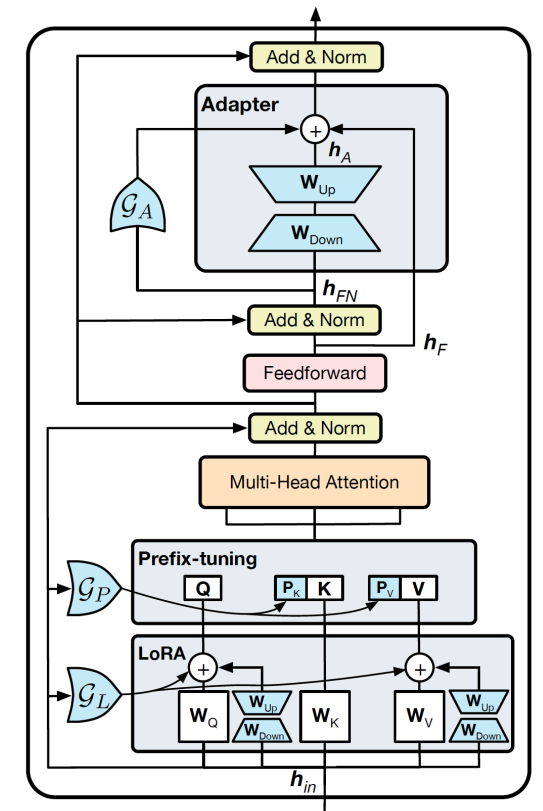 Add & Norm
Adapter
+
h_A
W_Up
𝒢_A
W_Down
h_FN
Add & Norm
h_F
Feedforward
Add & Norm
Multi-Head Attention
Prefix-tuning
𝒢_P
Q P_K K P_V V
LoRA
+ +
𝒢_L
W_Q W_Up W_K W_V W_Up
W_Down W_Down
h_in